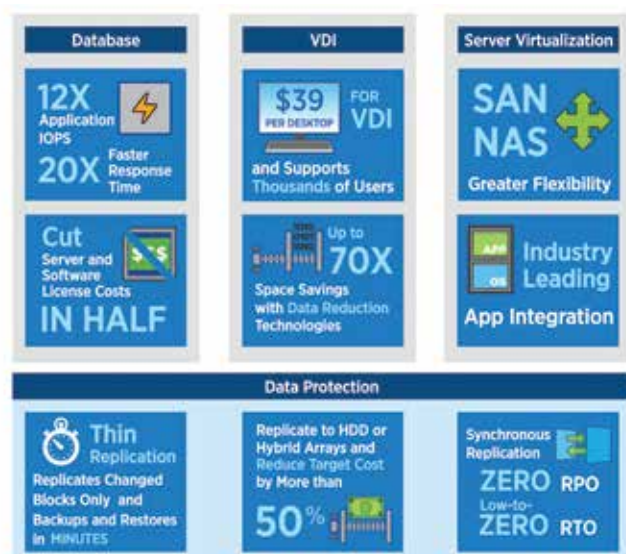 Database
12X
Application
IOPS
20X Faster
Response
Time
Cut
Server and
Software
License Costs
IN HALF
VDI
$39
PER DESKTOP
FOR
VDI
and Supports
Thousands of Users
Up to
70X
Space Savings
with Data Reduction
Technologies
Server Virtualization
SAN
NAS
Greater Flexibility
APP
OS
Industry
Leading
App Integration
Data Protection
Thin
Replication
Replicates Changed
Blocks Only and
Backups and Restores
in MINUTES
Replicate to HDD or
Hybrid Arrays and
Reduce Target Cost
by More than
50%
Synchronous
Replication
ZERO RPO
Low-to-
ZERO RTO